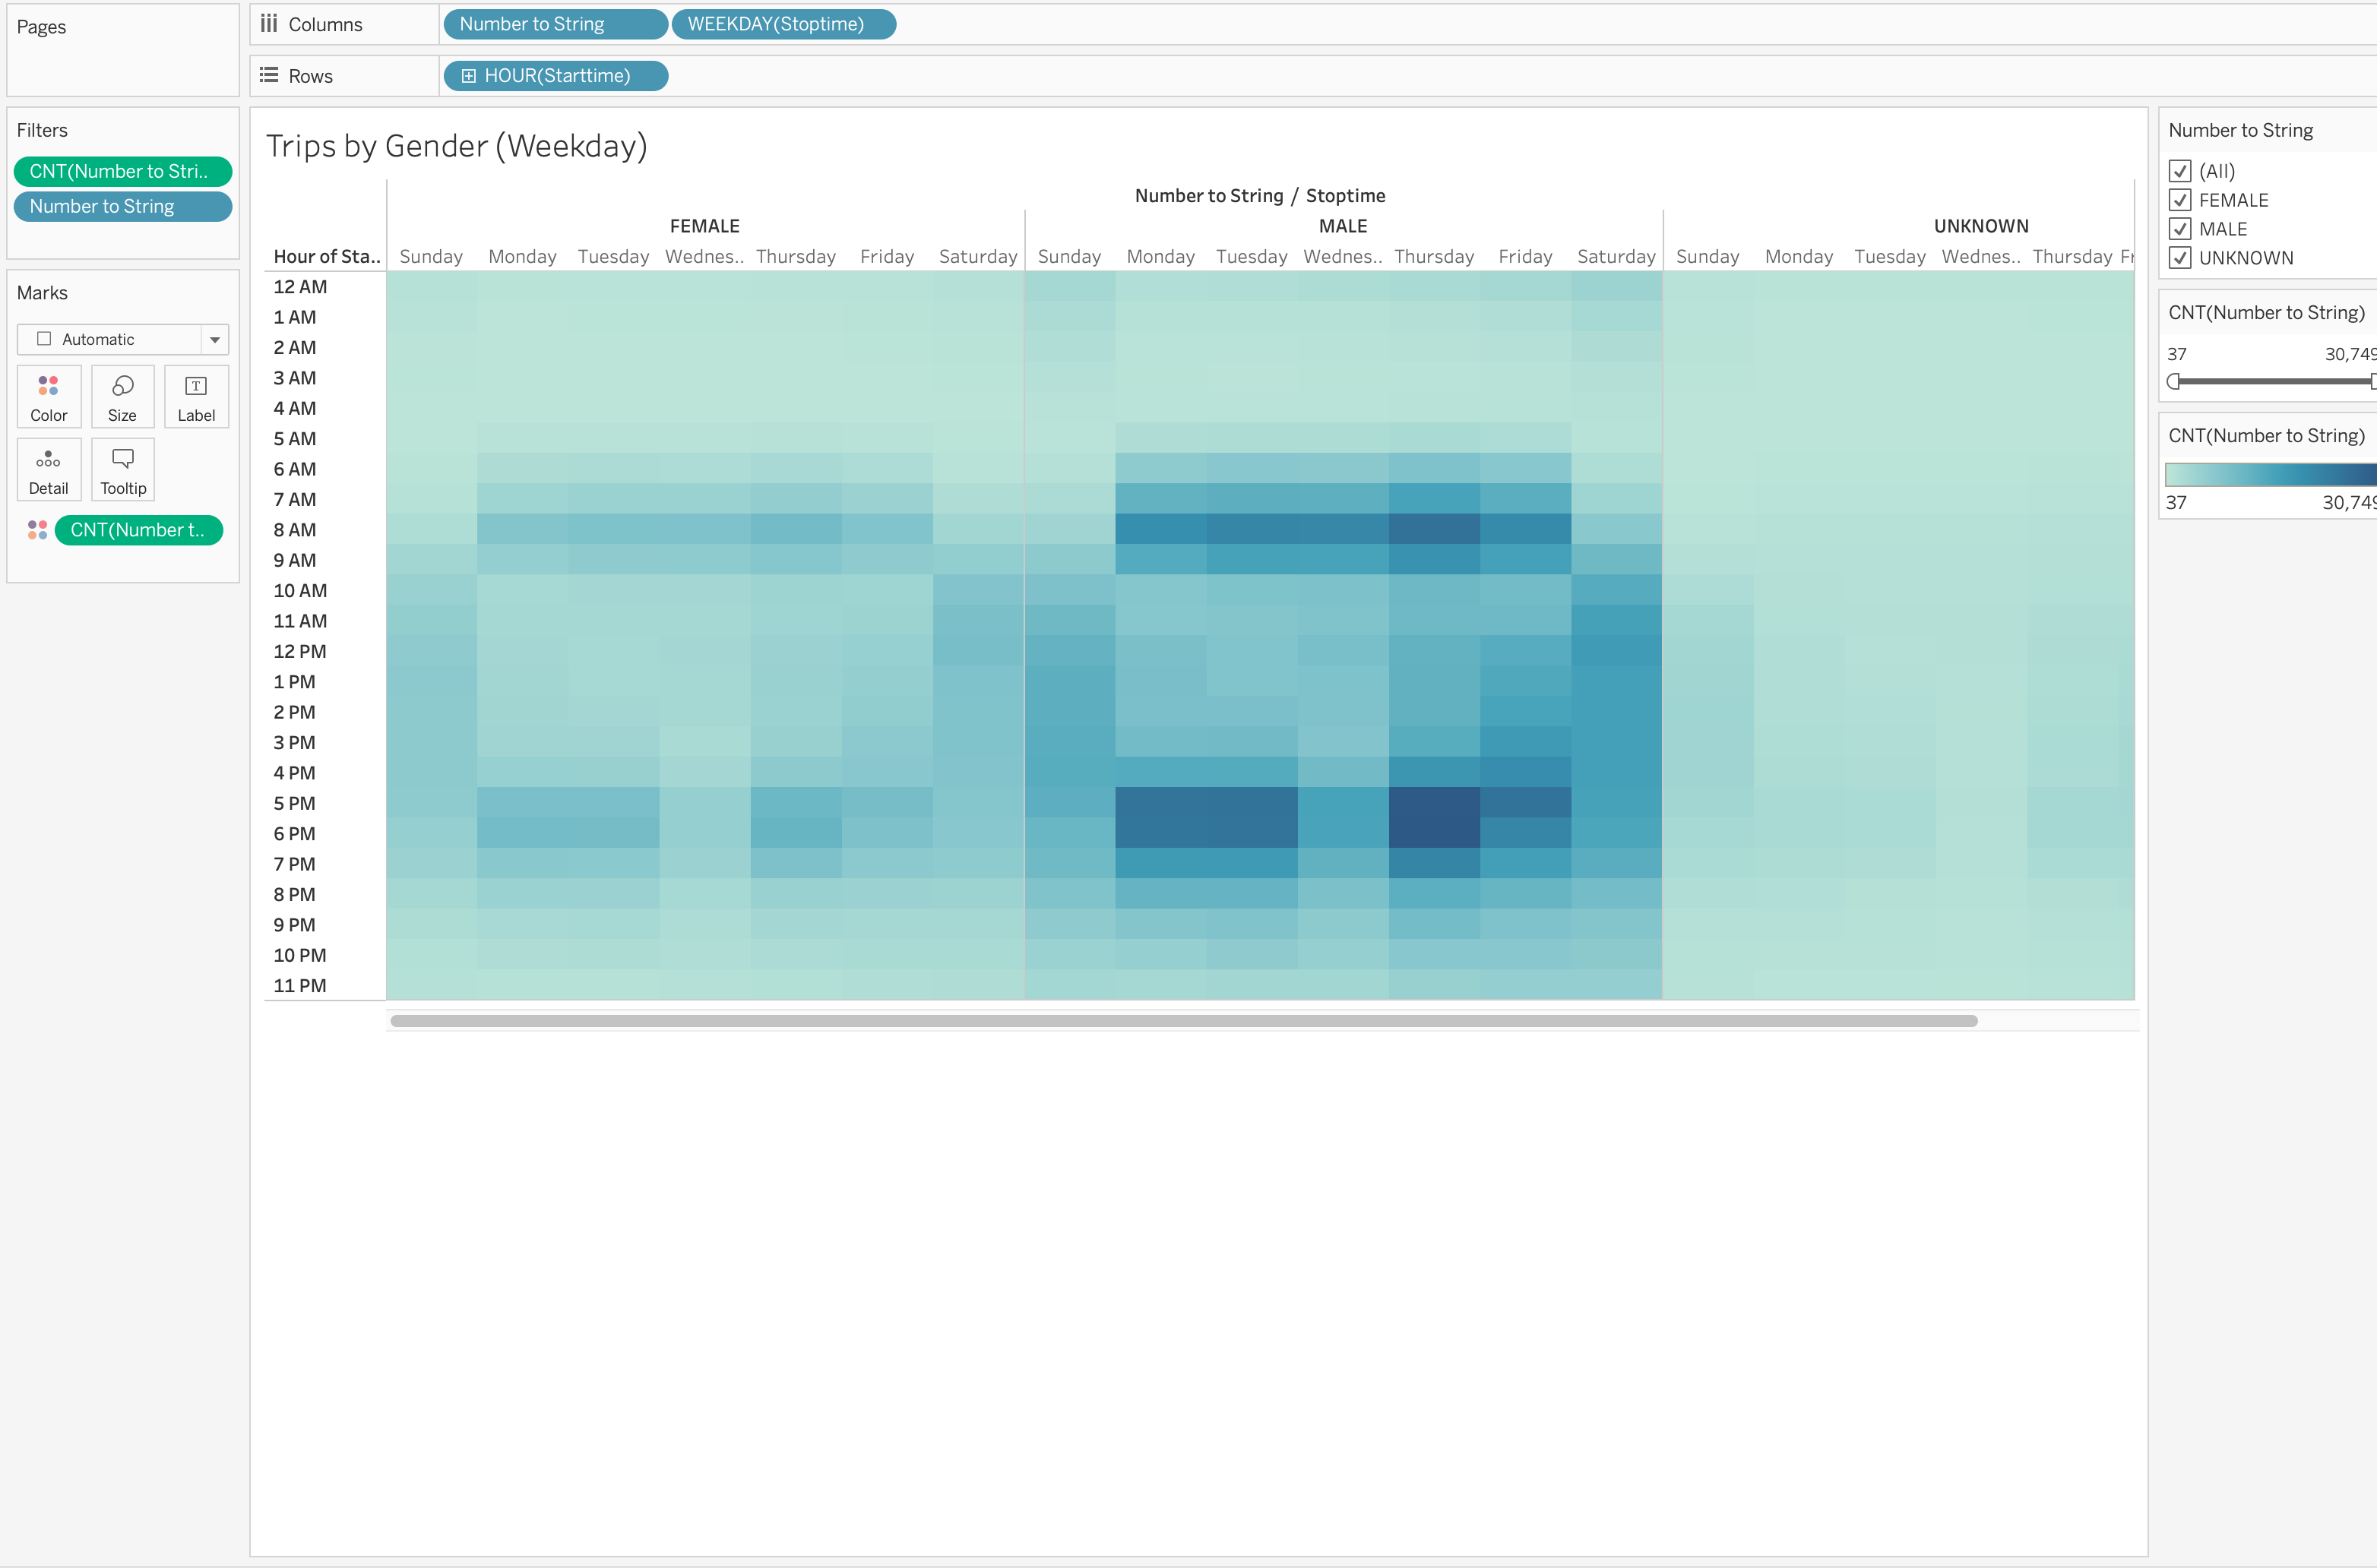 Pages
Columns
Number to String
WEEKDAY(Stoptime)
Rows
HOUR(Starttime)
Filters
CNT(Number to Stri..
Number to String
Marks
Automatic
Color
Size
T
Label
Detail
Tooltip
CNT(Number t..
Trips by Gender (Weekday)
Number to String / Stoptime
FEMALE MALE UNKNOWN
Hour of Sta.. Sunday Monday Tuesday Wednes.. Thursday Friday Saturday Sunday Monday Tuesday Wednes.. Thursday Friday Saturday Sunday Monday Tuesday Wednes.. Thursday Fr
12 AM
1 AM
2 AM
3 AM
4 AM
5 AM
6 AM
7 AM
8 AM
9 AM
10 AM
11 AM
12 PM
1 PM
2 PM
3 PM
4 PM
5 PM
6 PM
7 PM
8 PM
9 PM
10 PM
11 PM
Number to String
(All)
FEMALE
MALE
UNKNOWN
CNT(Number to String)
37 30,749
CNT(Number to String)
37 30,749